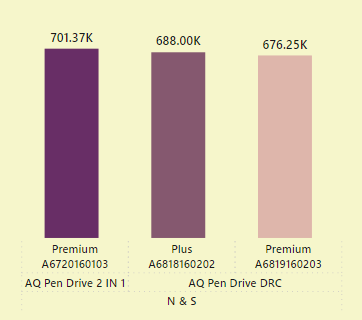 701.37K
688.00K
676.25K
Premium Plus Premium
A6720160103 A6818160202 A6819160203
AQ Pen Drive 2 IN 1 AQ Pen Drive DRC
N & S